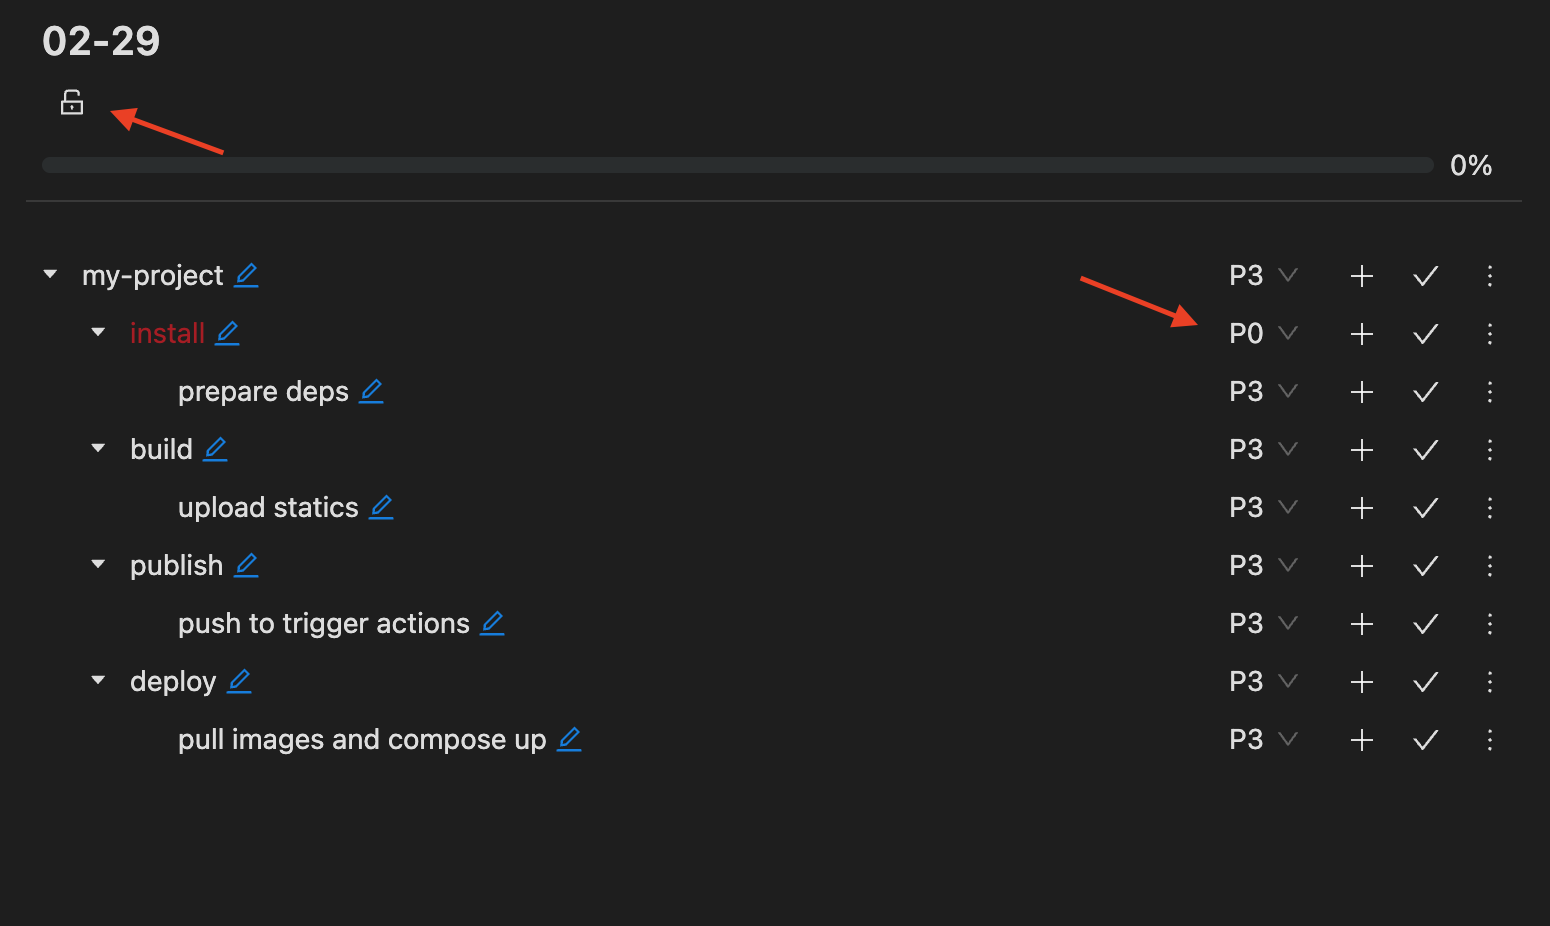 02-29
0%
my-project P3
install P0
prepare deps P3
build P3
upload statics P3
publish P3
push to trigger actions P3
deploy P3
pull images and compose up P3